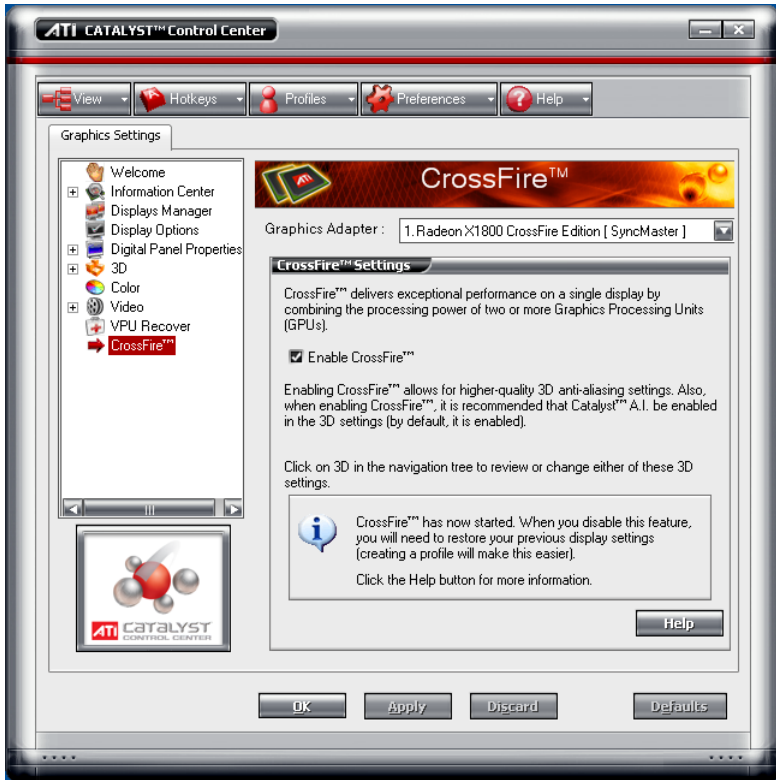 ATI CATALYST™ Control Center
View Hotkeys Profiles Preferences Help
Graphics Settings
Welcome
Information Center
Displays Manager
Display Options
Digital Panel Properties
3D
Color
Video
VPU Recover
CrossFire™
ATI CATALYST
CONTROL CENTER
ATI
CrossFire™
Graphics Adapter :
1. Radeon X1800 CrossFire Edition [ SyncMaster ]
CrossFire™ Settings
CrossFire™ delivers exceptional performance on a single display by
combining the processing power of two or more Graphics Processing Units
(GPUs).
Enable CrossFire™
Enabling CrossFire™ allows for higher-quality 3D anti-aliasing settings. Also,
when enabling CrossFire™, it is recommended that Catalyst™ A.I. be enabled
in the 3D settings (by default, it is enabled).
Click on 3D in the navigation tree to review or change either of these 3D
settings.
CrossFire™ has now started. When you disable this feature,
you will need to restore your previous display settings
(creating a profile will make this easier).
Click the Help button for more information.
Help
OK Apply Discard Defaults